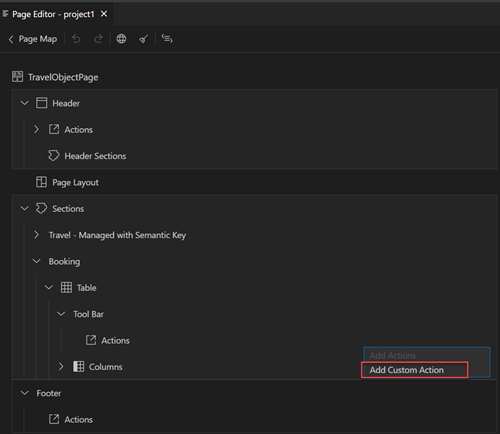 Page Editor - project1
Page Map
TravelObjectPage
Header
Actions
Header Sections
Page Layout
Sections
Travel - Managed with Semantic Key
Booking
Table
Tool Bar
Actions
Add Actions
Columns
Add Custom Action
Footer
Actions